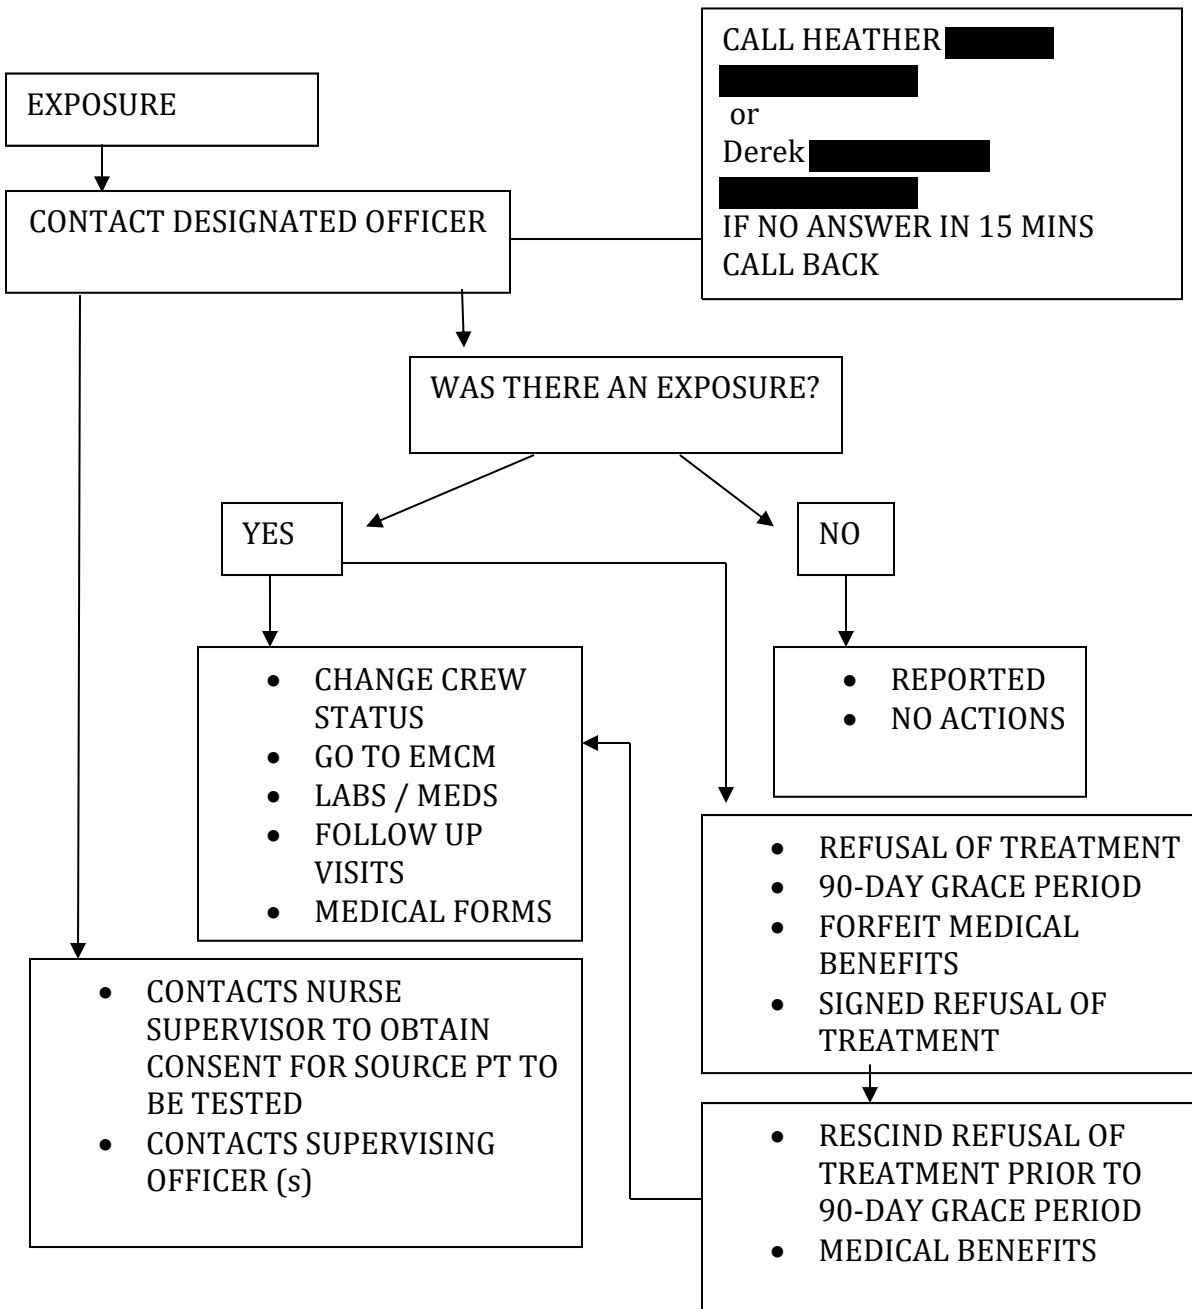 EXPOSURE
CALL HEATHER
or
Derek
IF NO ANSWER IN 15 MINS
CALL BACK
CONTACT DESIGNATED OFFICER
WAS THERE AN EXPOSURE?
YES
NO
• CHANGE CREW
STATUS
• GO TO EMCM
• LABS / MEDS
• FOLLOW UP
VISITS
• MEDICAL FORMS
• REPORTED
• NO ACTIONS
• REFUSAL OF TREATMENT
• 90-DAY GRACE PERIOD
• FORFEIT MEDICAL
BENEFITS
• SIGNED REFUSAL OF
TREATMENT
• CONTACTS NURSE
SUPERVISOR TO OBTAIN
CONSENT FOR SOURCE PT TO
BE TESTED
• CONTACTS SUPERVISING
OFFICER (s)
• RESCIND REFUSAL OF
TREATMENT PRIOR TO
90-DAY GRACE PERIOD
• MEDICAL BENEFITS